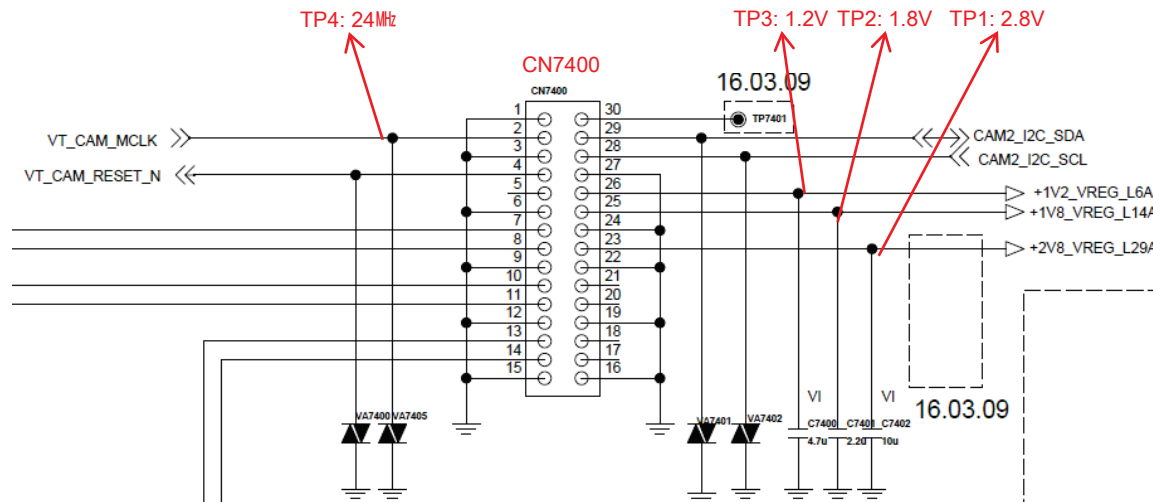 TP4: 24㎒
TP3: 1.2V TP2: 1.8V TP1: 2.8V
CN7400
16.03.09
CN7400
1 30
TP7401
2 29
VT_CAM_MCLK
CAM2_I2C_SDA
3 28
CAM2_I2C_SCL
4 27
VT_CAM_RESET_N
5 26
+1V2_VREG_L6A
6 25
+1V8_VREG_L14A
7 24
8 23
+2V8_VREG_L29A
9 22
10 21
11 20
12 19
13 18
14 17
15 16
VI VI
16.03.09
VA7400 VA7405
VA7401 VA7402
C7400 C7401 C7402
4.7u 2.2u 10u